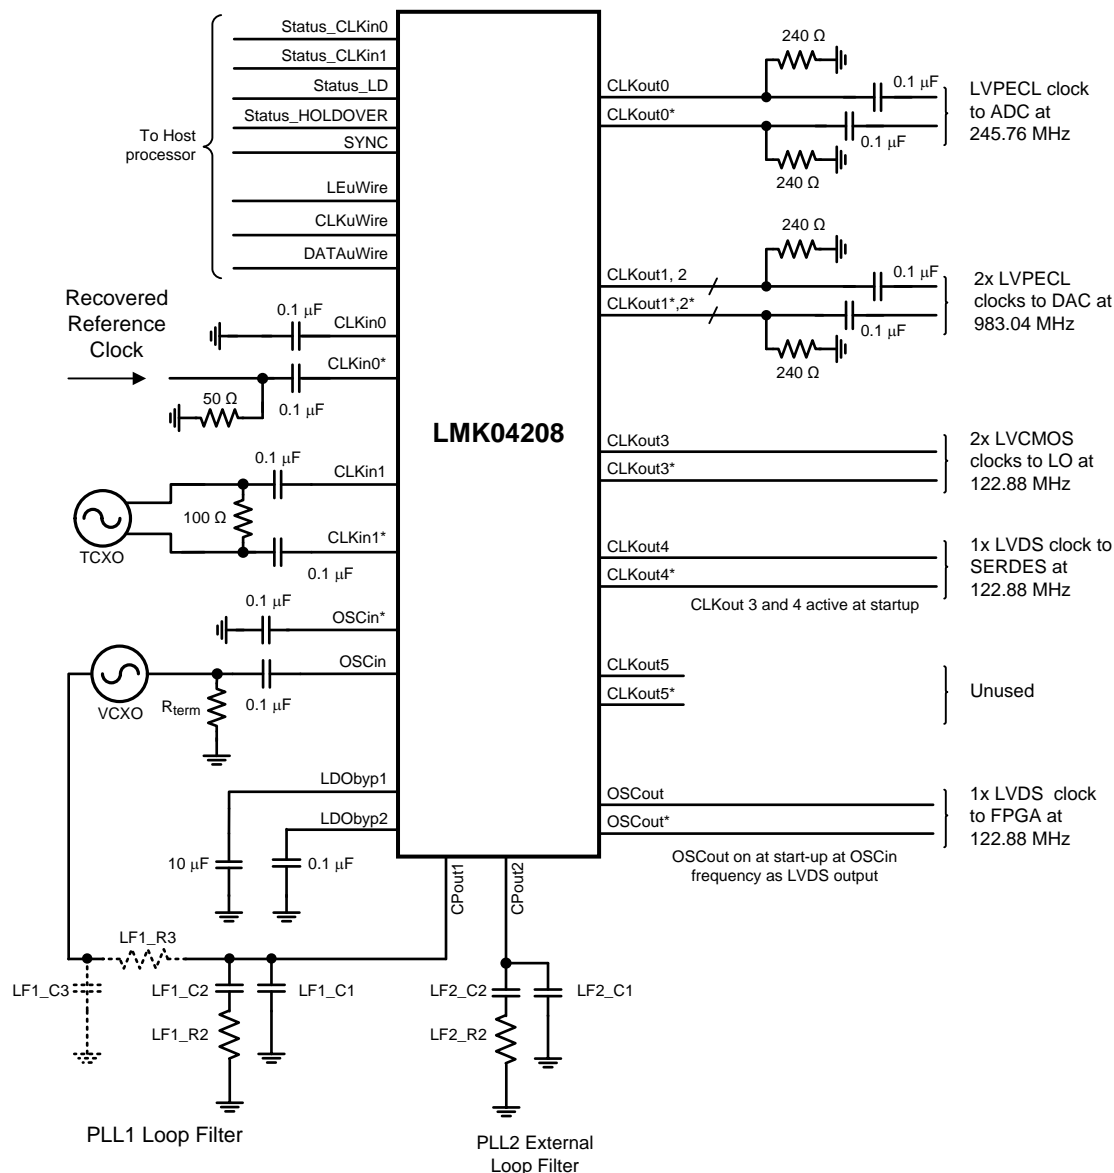 Status_CLKin0
Status_CLKin1
Status_LD
Status_HOLDOVER
SYNC
To Host
processor
LEuWire
CLKuWire
DATAuWire
Recovered
Reference
Clock
0.1 µF
CLKin0
CLKin0*
50 Ω
0.1 µF
0.1 µF
CLKin1
100 Ω
TCXO
CLKin1*
0.1 µF
0.1 µF
OSCin*
OSCin
VCXO
Rterm
0.1 µF
LDObyp1
LDObyp2
10 µF
0.1 µF
LMK04208
CPout1
CPout2
240 Ω
CLKout0
0.1 µF
CLKout0*
0.1 µF
240 Ω
LVPECL clock
to ADC at
245.76 MHz
240 Ω
CLKout1, 2
0.1 µF
CLKout1*,2*
0.1 µF
240 Ω
2x LVPECL
clocks to DAC at
983.04 MHz
CLKout3
CLKout3*
2x LVCMOS
clocks to LO at
122.88 MHz
CLKout4
CLKout4*
CLKout 3 and 4 active at startup
1x LVDS clock to
SERDES at
122.88 MHz
CLKout5
CLKout5*
Unused
OSCout
OSCout*
OSCout on at start-up at OSCin
frequency as LVDS output
1x LVDS clock
to FPGA at
122.88 MHz
LF1_R3
LF1_C3
LF1_C2
LF1_C1
LF1_R2
LF2_C2
LF2_C1
LF2_R2
PLL1 Loop Filter
PLL2 External
Loop Filter